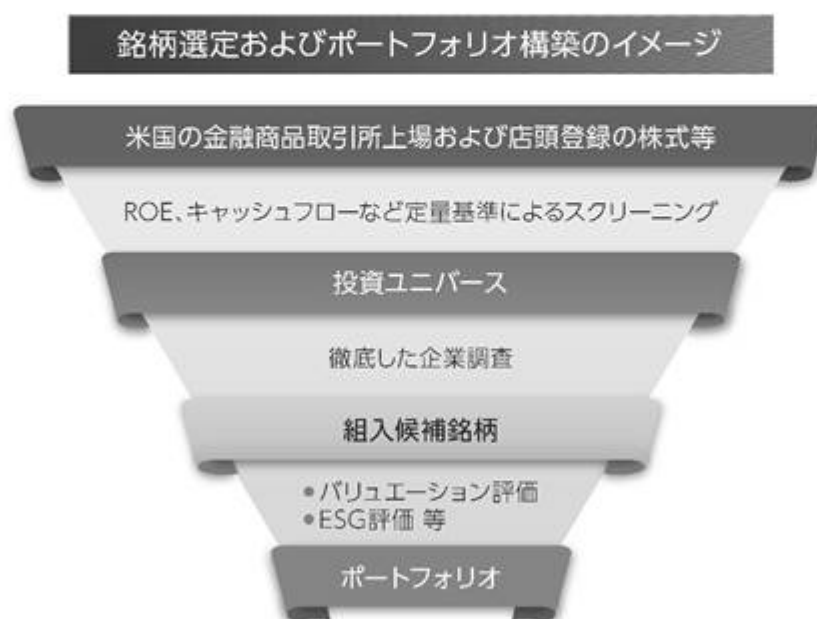 銘柄選定およびポートフォリオ構築のイメージ
米国の金融商品取引所上場および店頭登録の株式等
ROE、キャッシュフローなど定量基準によるスクリーニング
投資ユニバース
徹底した企業調査
組入候補銘柄
●バリュエーション評価
●ESG評価 等
ポートフォリオ